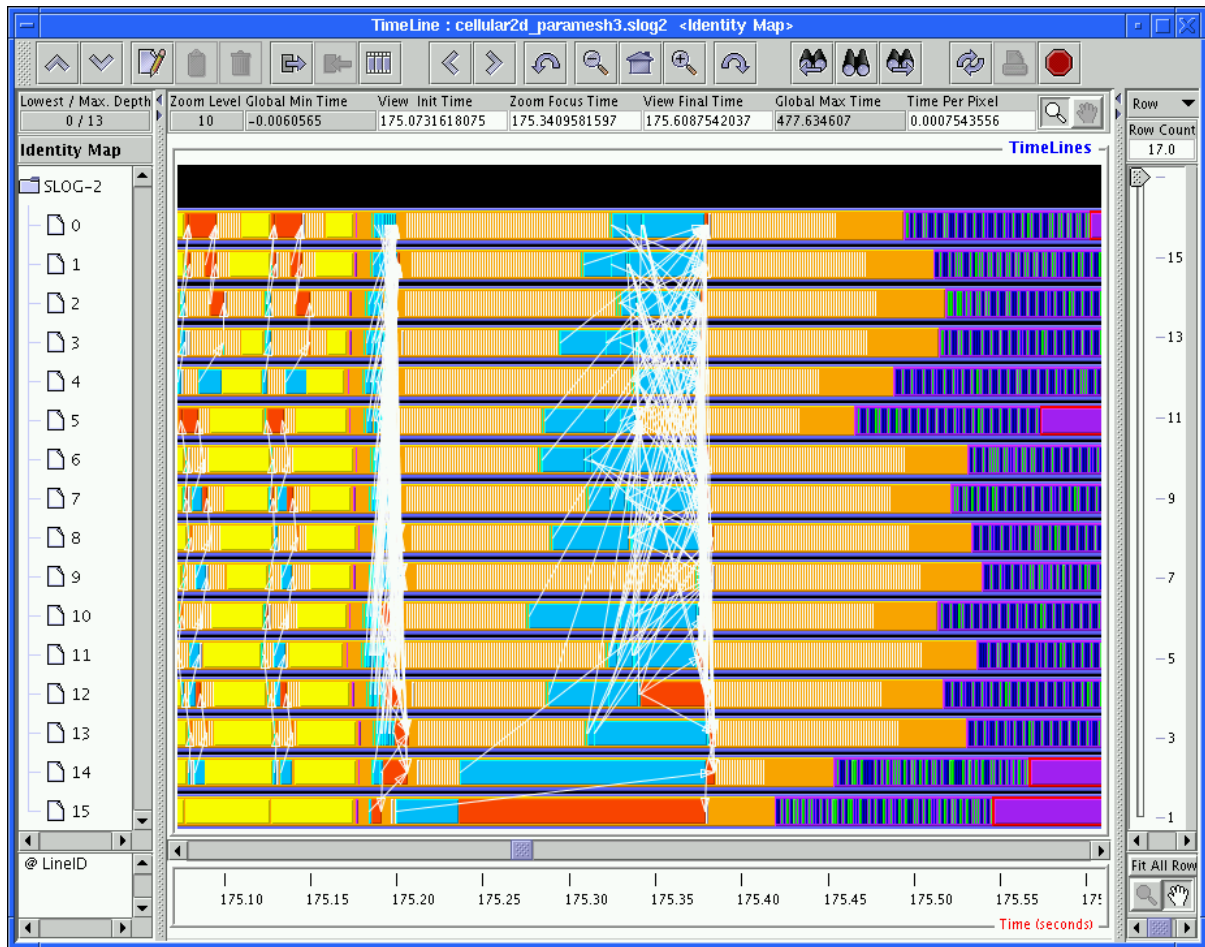 TimeLine : cellular2d_paramesh3.slog2 <Identity Map>
Lowest / Max. Depth
0 / 13
Zoom Level
10
Global Min Time
-0.0060565
View Init Time
175.0731618075
Zoom Focus Time
175.3409581597
View Final Time
175.6087542037
Global Max Time
477.634607
Time Per Pixel
0.0007543556
Row
Row Count
17.0
Identity Map
TimeLines
SLOG-2
0
1
2
3
4
5
6
7
8
9
10
11
12
13
14
15
15
13
11
9
7
5
3
1
@ LineID
Fit All Row
175.10 175.15 175.20 175.25 175.30 175.35 175.40 175.45 175.50 175.55
Time (seconds)